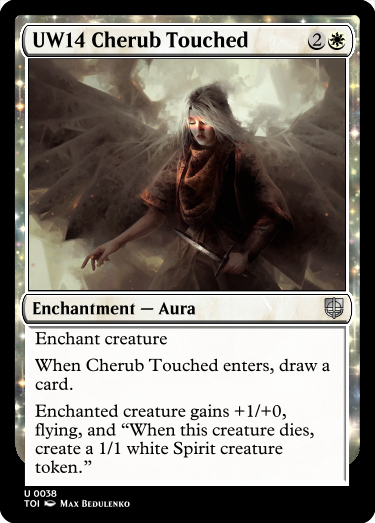 UW14 Cherub Touched 2
Enchantment — Aura
Enchant creature
When Cherub Touched enters, draw a
card.
Enchanted creature gains +1/+0,
flying, and “When this creature dies,
create a 1/1 white Spirit creature
token.”
U 0038
TOI Max Bedulenko